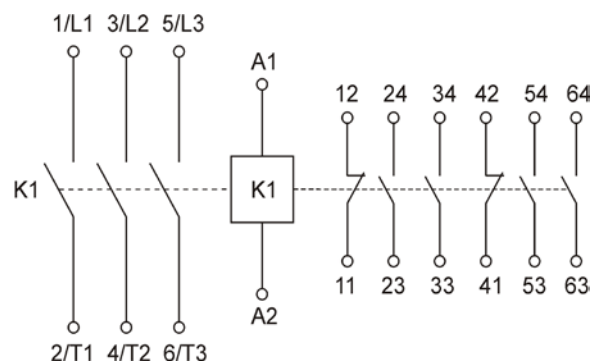 1/L1 3/L2 5/L3
A1
12 24 34 42 54 64
K1 K1
11 23 33 41 53 63
A2
2/T1 4/T2 6/T3